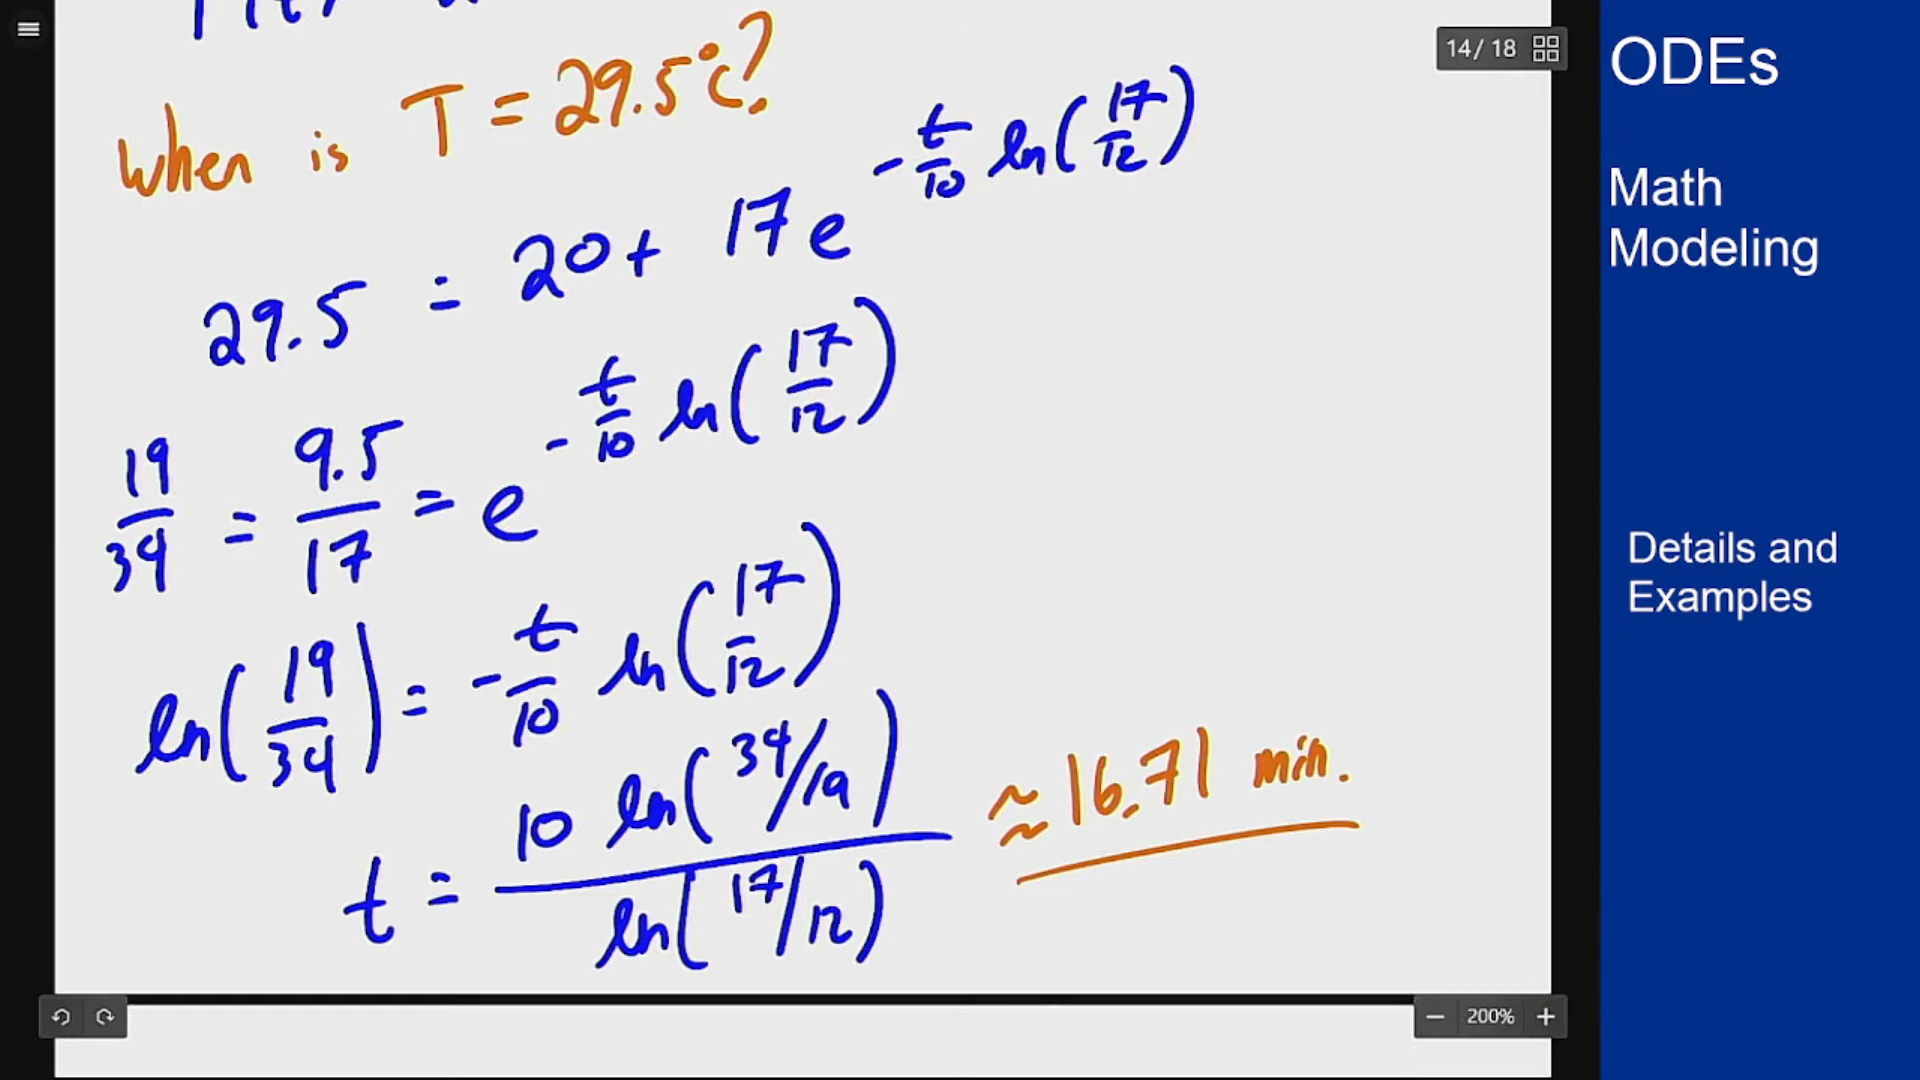 14 / 18
When is T = 29.5°C?
29.5 = 20 + 17 e^{-t/10 ln(17/12)}
19/34 = 9.5/17 = e^{-t/10 ln(17/12)}
ln(19/34) = -t/10 ln(17/12)
t = 10 ln(34/19) / ln(17/12) ≈ 16.71 min.
200%
ODEs
Math
Modeling
Details and
Examples